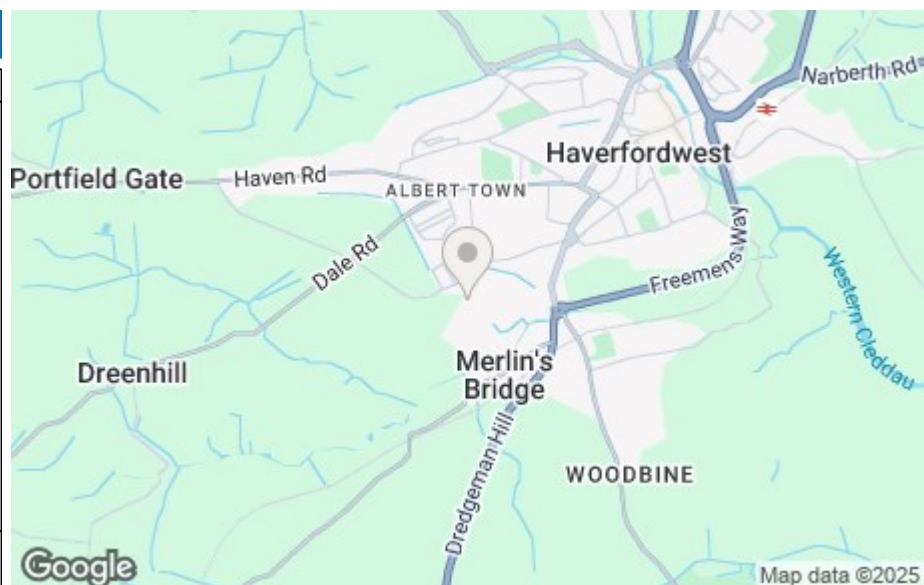 Narberth Rd
Haverfordwest
Portfield Gate
Haven Rd
ALBERT TOWN
Freemens Way
Dale Rd
Western Cleddau
Merlin's
Bridge
Dreenhill
Dredgeman Hill
WOODBINE
Google
Map data ©2025